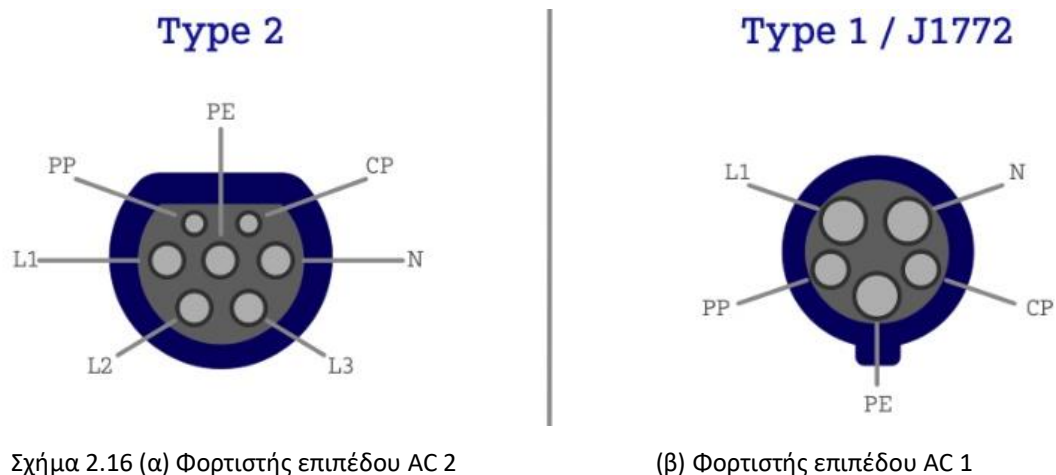 Type 2
PE
PP
CP
L1
N
L2
L3
Type 1 / J1772
L1
N
PP
CP
PE
Σχήμα 2.16 (α) Φορτιστής επιπέδου AC 2 (β) Φορτιστής επιπέδου AC 1